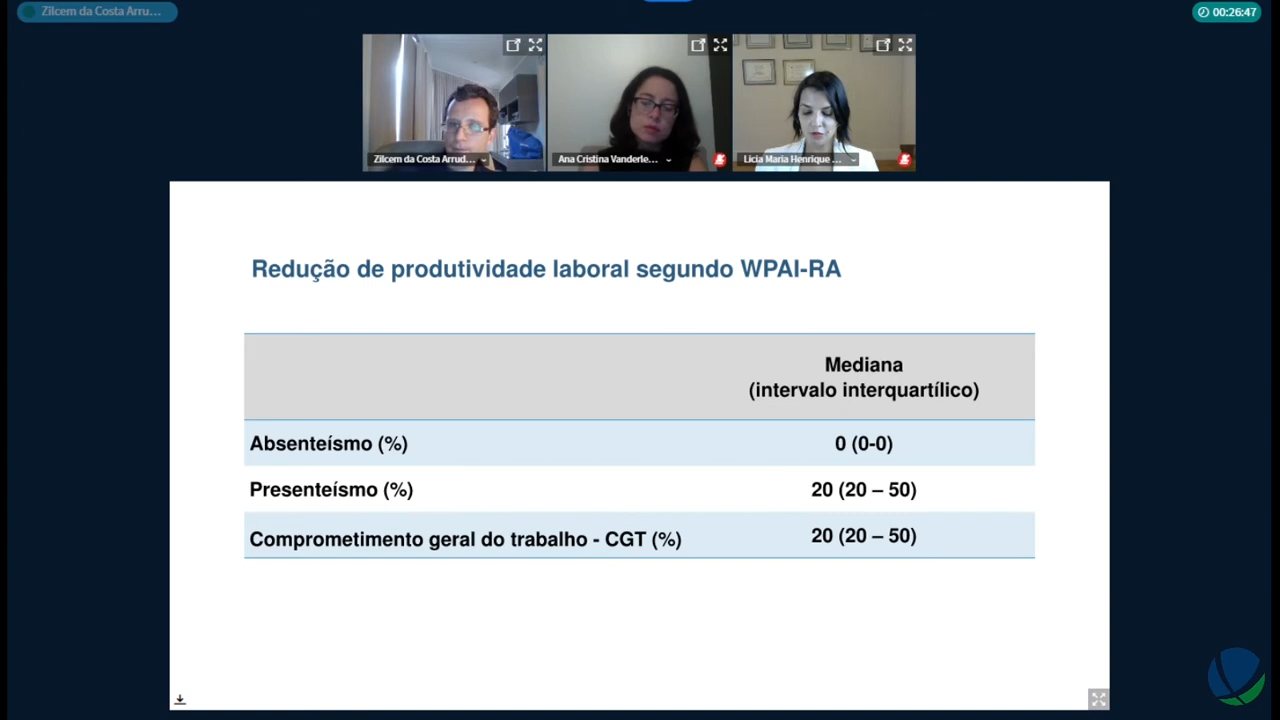 Zilcem da Costa Arru...
00:26:47
Zilcem da Costa Arrud...
Ana Cristina Vanderle...
Licia Maria Henrique ...
Redução de produtividade laboral segundo WPAI-RA
Mediana
(intervalo interquartílico)
Absenteísmo (%) 0 (0-0)
Presenteísmo (%) 20 (20 – 50)
Comprometimento geral do trabalho - CGT (%) 20 (20 – 50)